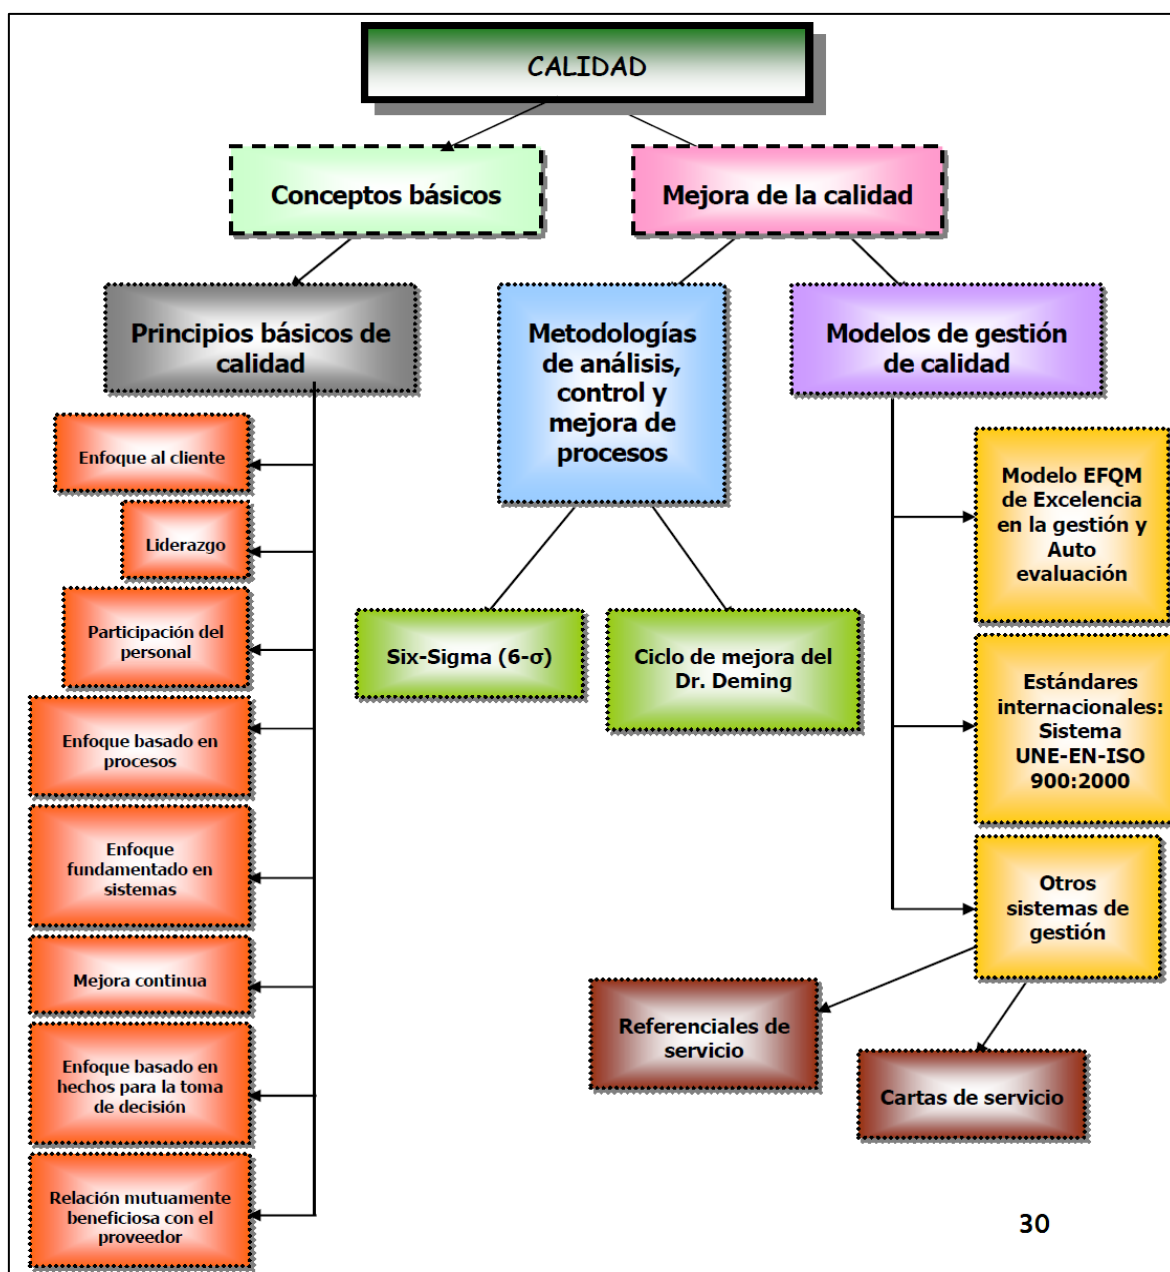 CALIDAD
Conceptos básicos
Mejora de la calidad
Principios básicos de
calidad
Metodologías
de análisis,
control y
mejora de
procesos
Modelos de gestión
de calidad
Enfoque al cliente
Liderazgo
Participación del
personal
Enfoque basado en
procesos
Enfoque
fundamentado en
sistemas
Mejora continua
Enfoque basado en
hechos para la toma
de decisión
Relación mutuamente
beneficiosa con el
proveedor
Six-Sigma (6-σ)
Ciclo de mejora del
Dr. Deming
Modelo EFQM
de Excelencia
en la gestión y
Auto
evaluación
Estándares
internacionales:
Sistema
UNE-EN-ISO
900:2000
Otros
sistemas de
gestión
Referenciales de
servicio
Cartas de servicio
30